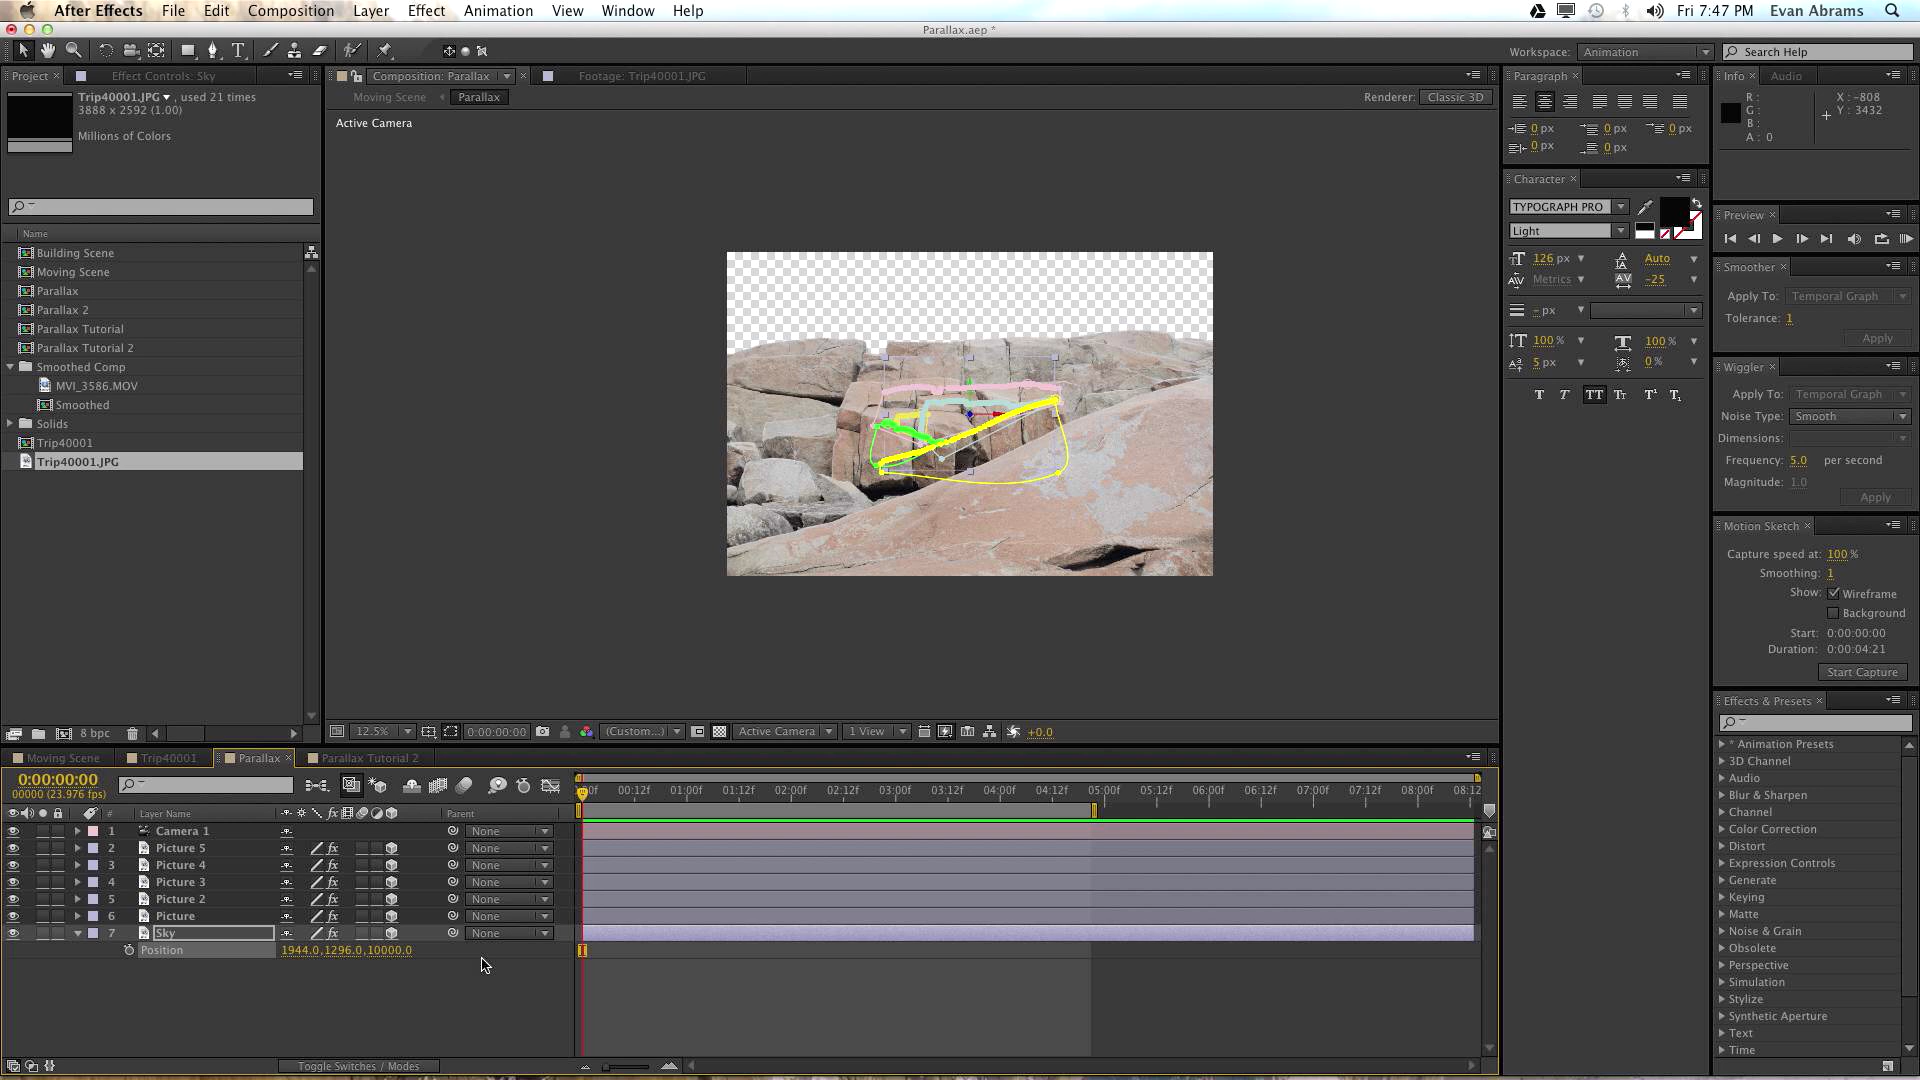 After Effects File Edit Composition Layer Effect Animation View Window Help Fri 7:47 PM Evan Abrams
Parallax.aep *
Workspace: Animation Search Help
Project × Effect Controls: Sky
Composition: Parallax × Footage: Trip40001.JPG
Trip40001.JPG , used 21 times
3888 x 2592 (1.00)
Millions of Colors
Moving Scene Parallax
Renderer: Classic 3D
Active Camera
Name
Building Scene
Moving Scene
Parallax
Parallax 2
Parallax Tutorial
Parallax Tutorial 2
Smoothed Comp
MVI_3586.MOV
Smoothed
Solids
Trip40001
Trip40001.JPG
8 bpc
12.5% 0:00:00:00 (Custom...) Active Camera 1 View +0.0
Paragraph ×
0 px 0 px 0 px
0 px 0 px
Character ×
TYPOGRAPH PRO
Light
126 px Auto
Metrics -25
- px
100 % 100 %
5 px 0 %
T T TT Tt T¹ T₁
Info × Audio
R : X : -808
G : Y : 3432
B :
A : 0
Preview ×
Smoother ×
Apply To: Temporal Graph
Tolerance: 1
Apply
Wiggler ×
Apply To: Temporal Graph
Noise Type: Smooth
Dimensions:
Frequency: 5.0 per second
Magnitude: 1.0
Apply
Motion Sketch ×
Capture speed at: 100 %
Smoothing: 1
Show: Wireframe
Background
Start: 0:00:00:00
Duration: 0:00:04:21
Start Capture
Effects & Presets ×
* Animation Presets
3D Channel
Audio
Blur & Sharpen
Channel
Color Correction
Distort
Expression Controls
Generate
Keying
Matte
Noise & Grain
Obsolete
Perspective
Simulation
Stylize
Synthetic Aperture
Text
Time
Moving Scene Trip40001 Parallax × Parallax Tutorial 2
0:00:00:00
00000 (23.976 fps)
00f 00:12f 01:00f 01:12f 02:00f 02:12f 03:00f 03:12f 04:00f 04:12f 05:00f 05:12f 06:00f 06:12f 07:00f 07:12f 08:00f 08:12
# Layer Name fx Parent
1 Camera 1 None
2 Picture 5 fx None
3 Picture 4 fx None
4 Picture 3 fx None
5 Picture 2 fx None
6 Picture fx None
7 Sky fx None
Position 1944.0,1296.0,10000.0
Toggle Switches / Modes